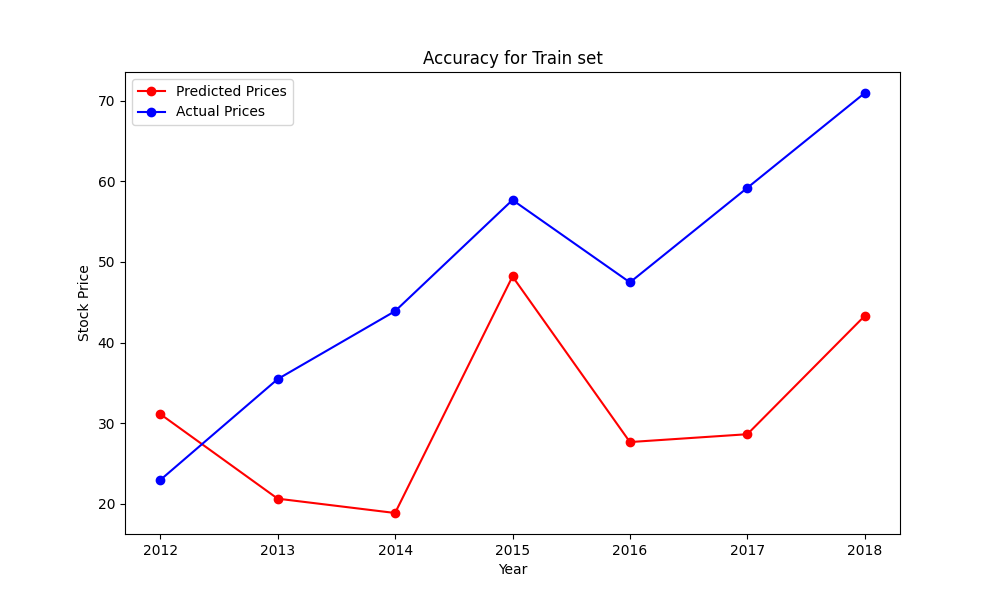 Accuracy for Train set
Predicted Prices
Actual Prices
70
60
50
40
30
20
Stock Price
2012 2013 2014 2015 2016 2017 2018
Year